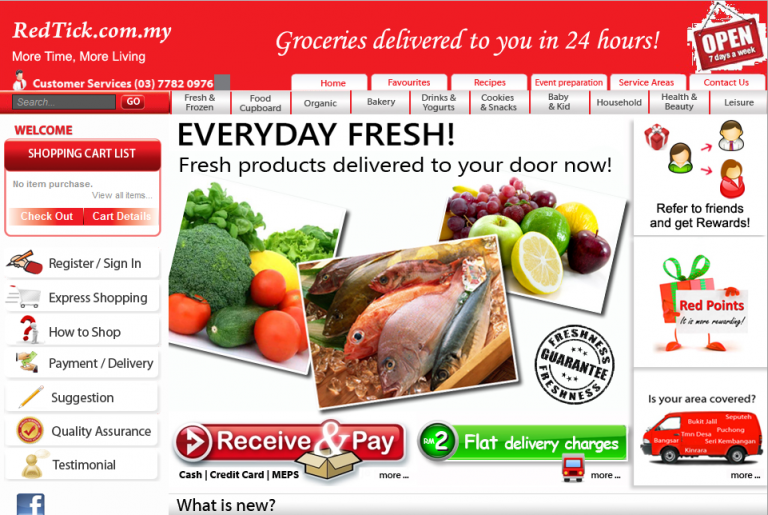 RedTick.com.my
More Time, More Living
Groceries delivered to you in 24 hours!
OPEN
7 days a week
Customer Services (03) 7782 0976
Home
Favourites
Recipes
Event preparation
Service Areas
Contact Us
Search...
GO
Fresh &
Frozen
Food
Cupboard
Organic
Bakery
Drinks &
Yogurts
Cookies
& Snacks
Baby
& Kid
Household
Health &
Beauty
Leisure
WELCOME
SHOPPING CART LIST
No item purchase.
View all items...
Check Out
Cart Details
Register / Sign In
Express Shopping
How to Shop
Payment / Delivery
Suggestion
Quality Assurance
Testimonial
f
EVERYDAY FRESH!
Fresh products delivered to your door now!
FRESHNESS
GUARANTEE
FRESHNESS
Receive & Pay
Cash | Credit Card | MEPS
more ...
RM 2 Flat delivery charges
more ...
What is new?
Refer to friends
and get Rewards!
Red Points
It is more rewarding!
Is your area covered?
Bukit Jalil
Seputeh
Tmn Desa
Puchong
Bangsar
Seri Kembangan
Kinrara
more ...